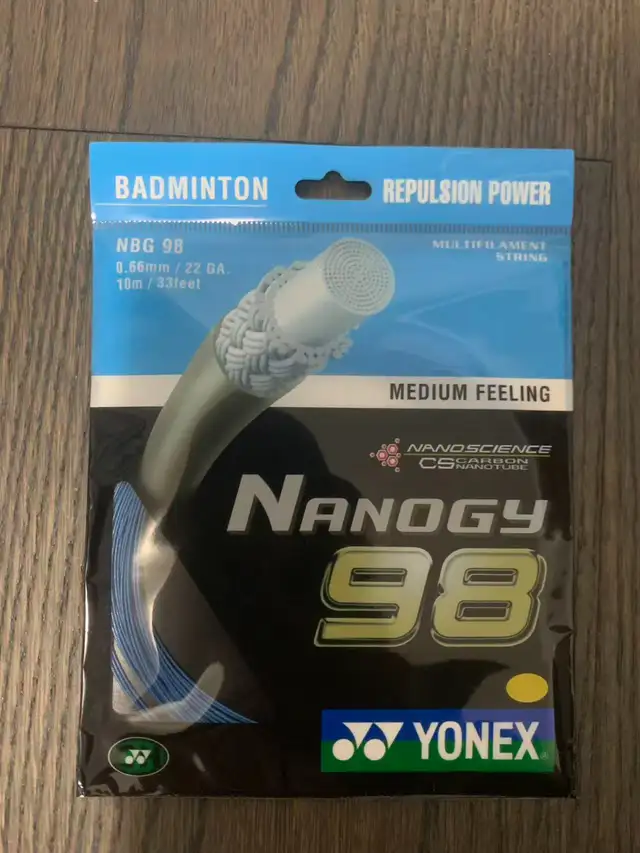 BADMINTON
REPULSION POWER
NBG 98
0.66mm / 22 GA.
10m / 33feet
MULTIFILAMENT
STRING
MEDIUM FEELING
NANOSCIENCE
CS CARBON
NANOTUBE
NANOGY
98
YONEX